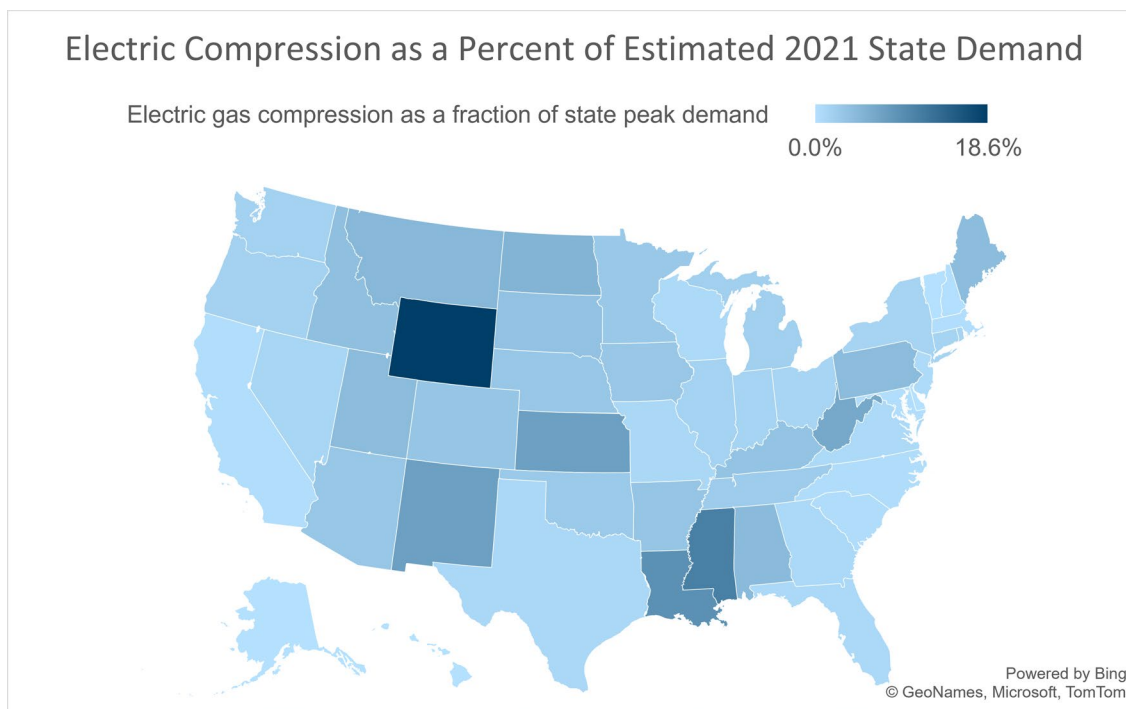 Electric Compression as a Percent of Estimated 2021 State Demand
Electric gas compression as a fraction of state peak demand
0.0% 18.6%
Powered by Bing
© GeoNames, Microsoft, TomTom